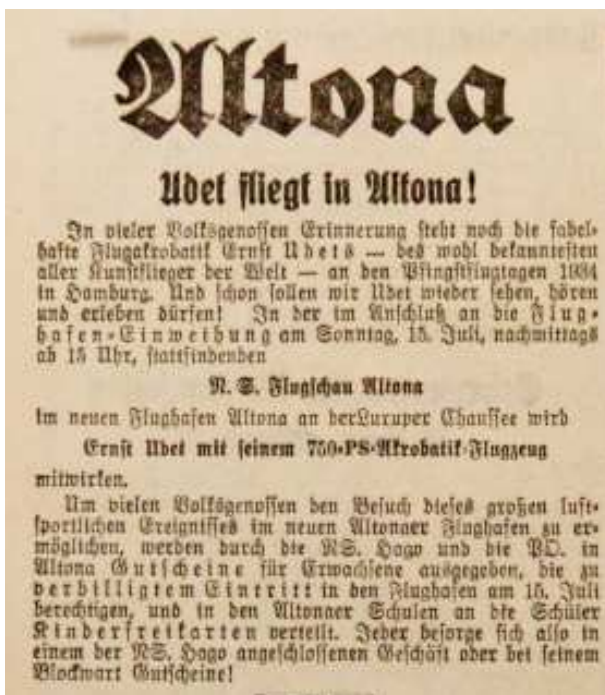 Altona
Udet fliegt in Altona!
In vieler Volksgenossen Erinnerung steht noch die fabel-
hafte Flugakrobatik Ernst Udets — des wohl bekanntesten
aller Kunstflieger der Welt — an den Pfingstflugtagen 1934
in Hamburg. Und schon sollen wir Udet wieder sehen, hören
und erleben dürfen! In der im Anschluß an die Flug-
hafen-Einweihung am Sonntag, 15. Juli, nachmittags
ab 15 Uhr, stattfindenden
N. S. Flugschau Altona
im neuen Flughafen Altona an der Luruper Chaussee wird
Ernst Udet mit seinem 750-PS-Akrobatik-Flugzeug
mitwirken.
Um vielen Volksgenossen den Besuch dieses großen luft-
sportlichen Ereignisses im neuen Altonaer Flughafen zu er-
möglichen, werden durch die NS. Hago und die PO. in
Altona Gutscheine für Erwachsene ausgegeben, die zu
verbilligtem Eintritt in den Flughafen am 15. Juli
berechtigen, und in den Altonaer Schulen an die Schüler
Kinderfreikarten verteilt. Jeder besorge sich also in
einem der NS. Hago angeschlossenen Geschäft oder bei seinem
Blockwart Gutscheine!